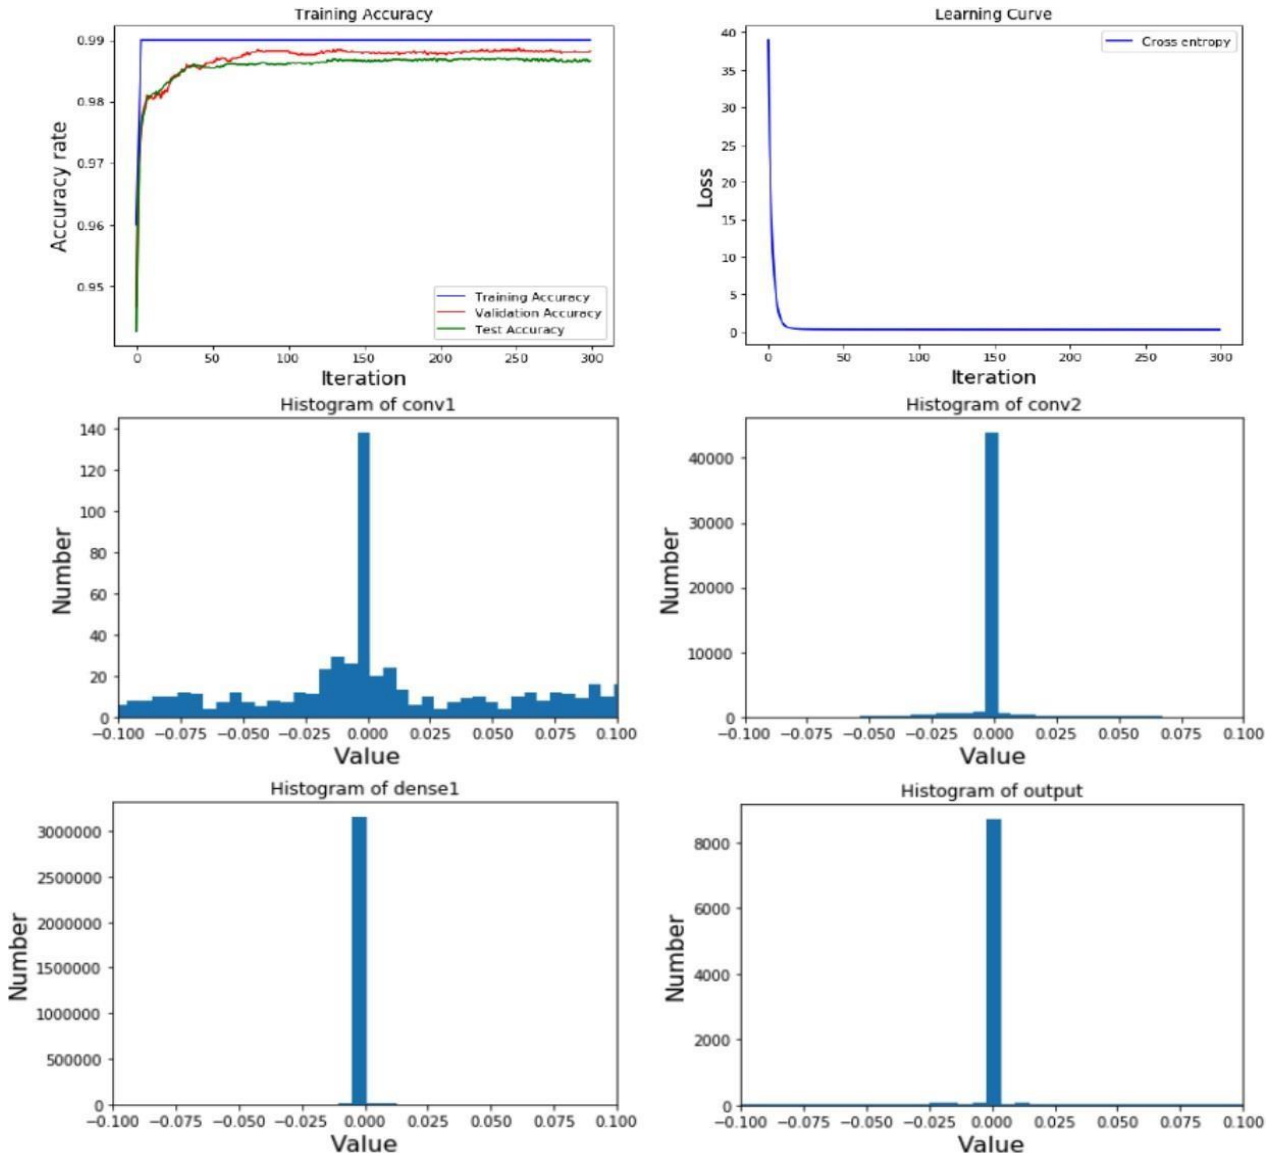 Training Accuracy
0.99
0.98
0.97
0.96
0.95
Accuracy rate
Training Accuracy
Validation Accuracy
Test Accuracy
0 50 100 150 200 250 300
Iteration
Learning Curve
40
35
30
25
20
15
10
5
0
Loss
Cross entropy
0 50 100 150 200 250 300
Iteration
Histogram of conv1
140
120
100
80
60
40
20
0
Number
−0.100 −0.075 −0.050 −0.025 0.000 0.025 0.050 0.075 0.100
Value
Histogram of conv2
40000
30000
20000
10000
0
Number
−0.100 −0.075 −0.050 −0.025 0.000 0.025 0.050 0.075 0.100
Value
Histogram of dense1
3000000
2500000
2000000
1500000
1000000
500000
0
Number
−0.100 −0.075 −0.050 −0.025 0.000 0.025 0.050 0.075 0.100
Value
Histogram of output
8000
6000
4000
2000
0
Number
−0.100 −0.075 −0.050 −0.025 0.000 0.025 0.050 0.075 0.100
Value